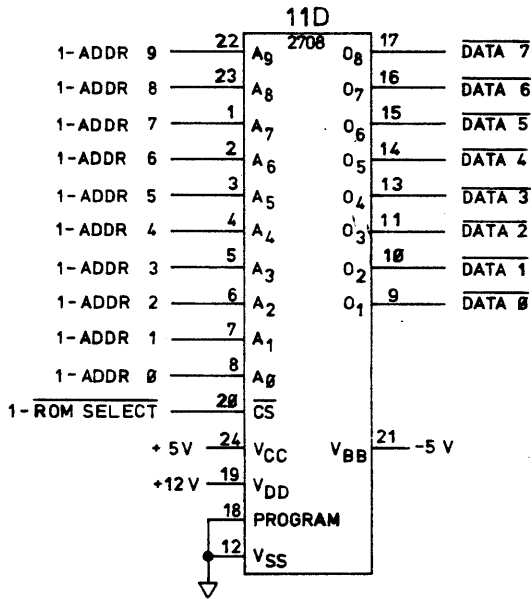 11D
2708
1-ADDR 9 22 A9 O8 17 DATA 7
1-ADDR 8 23 A8 O7 16 DATA 6
1-ADDR 7 1 A7 O6 15 DATA 5
1-ADDR 6 2 A6 O5 14 DATA 4
1-ADDR 5 3 A5 O4 13 DATA 3
1-ADDR 4 4 A4 O3 11 DATA 2
1-ADDR 3 5 A3 O2 10 DATA 1
1-ADDR 2 6 A2 O1 9 DATA 0
1-ADDR 1 7 A1
1-ADDR 0 8 A0
1-ROM SELECT 20 CS
+5V 24 VCC VBB 21 -5 V
+12V 19 VDD
18 PROGRAM
12 VSS